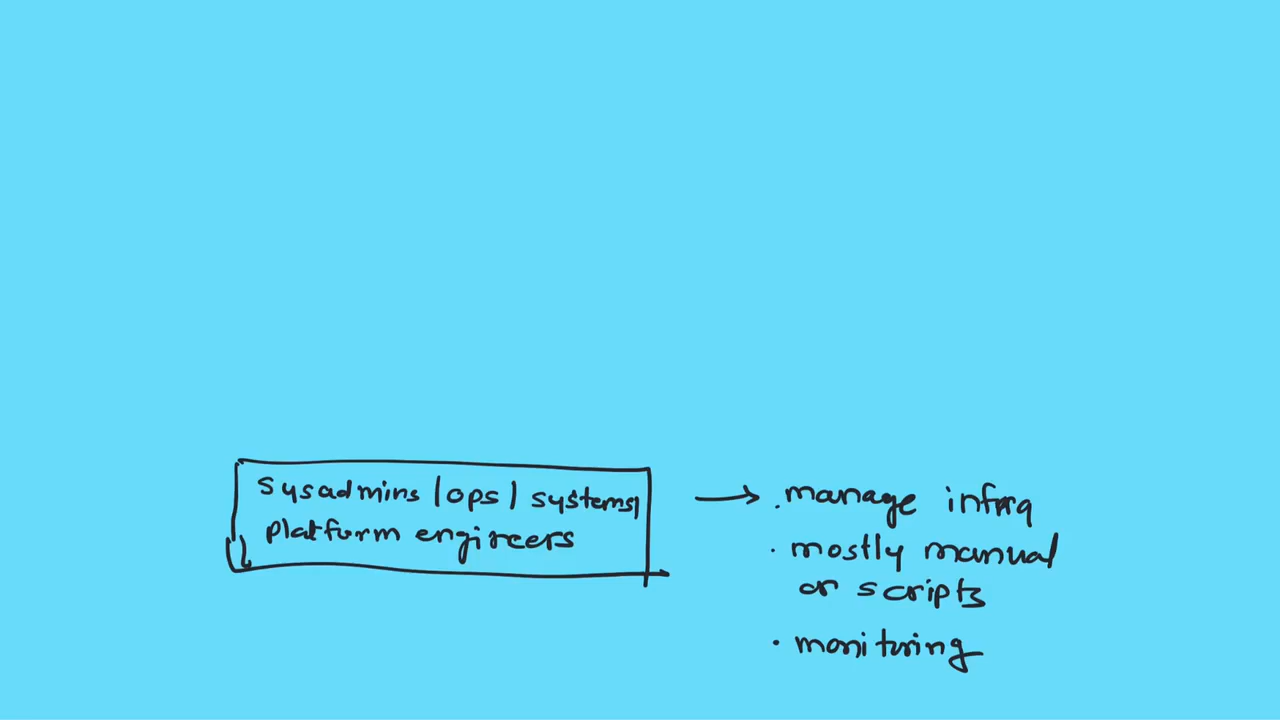 sysadmins | ops | systems |
platform engineers
. manage infra
. mostly manual
or scripts
. monitoring